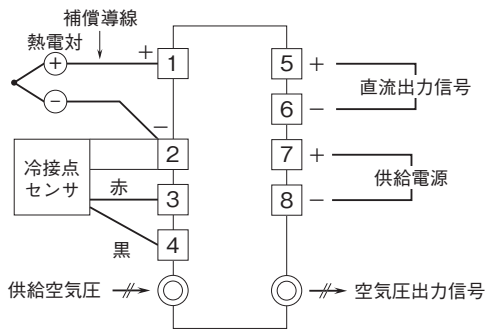 補償導線
熱電対
+
+
−
−
1
2
3
4
冷接点
センサ
赤
黒
供給空気圧
5
+
6
−
直流出力信号
7
+
8
−
供給電源
空気圧出力信号